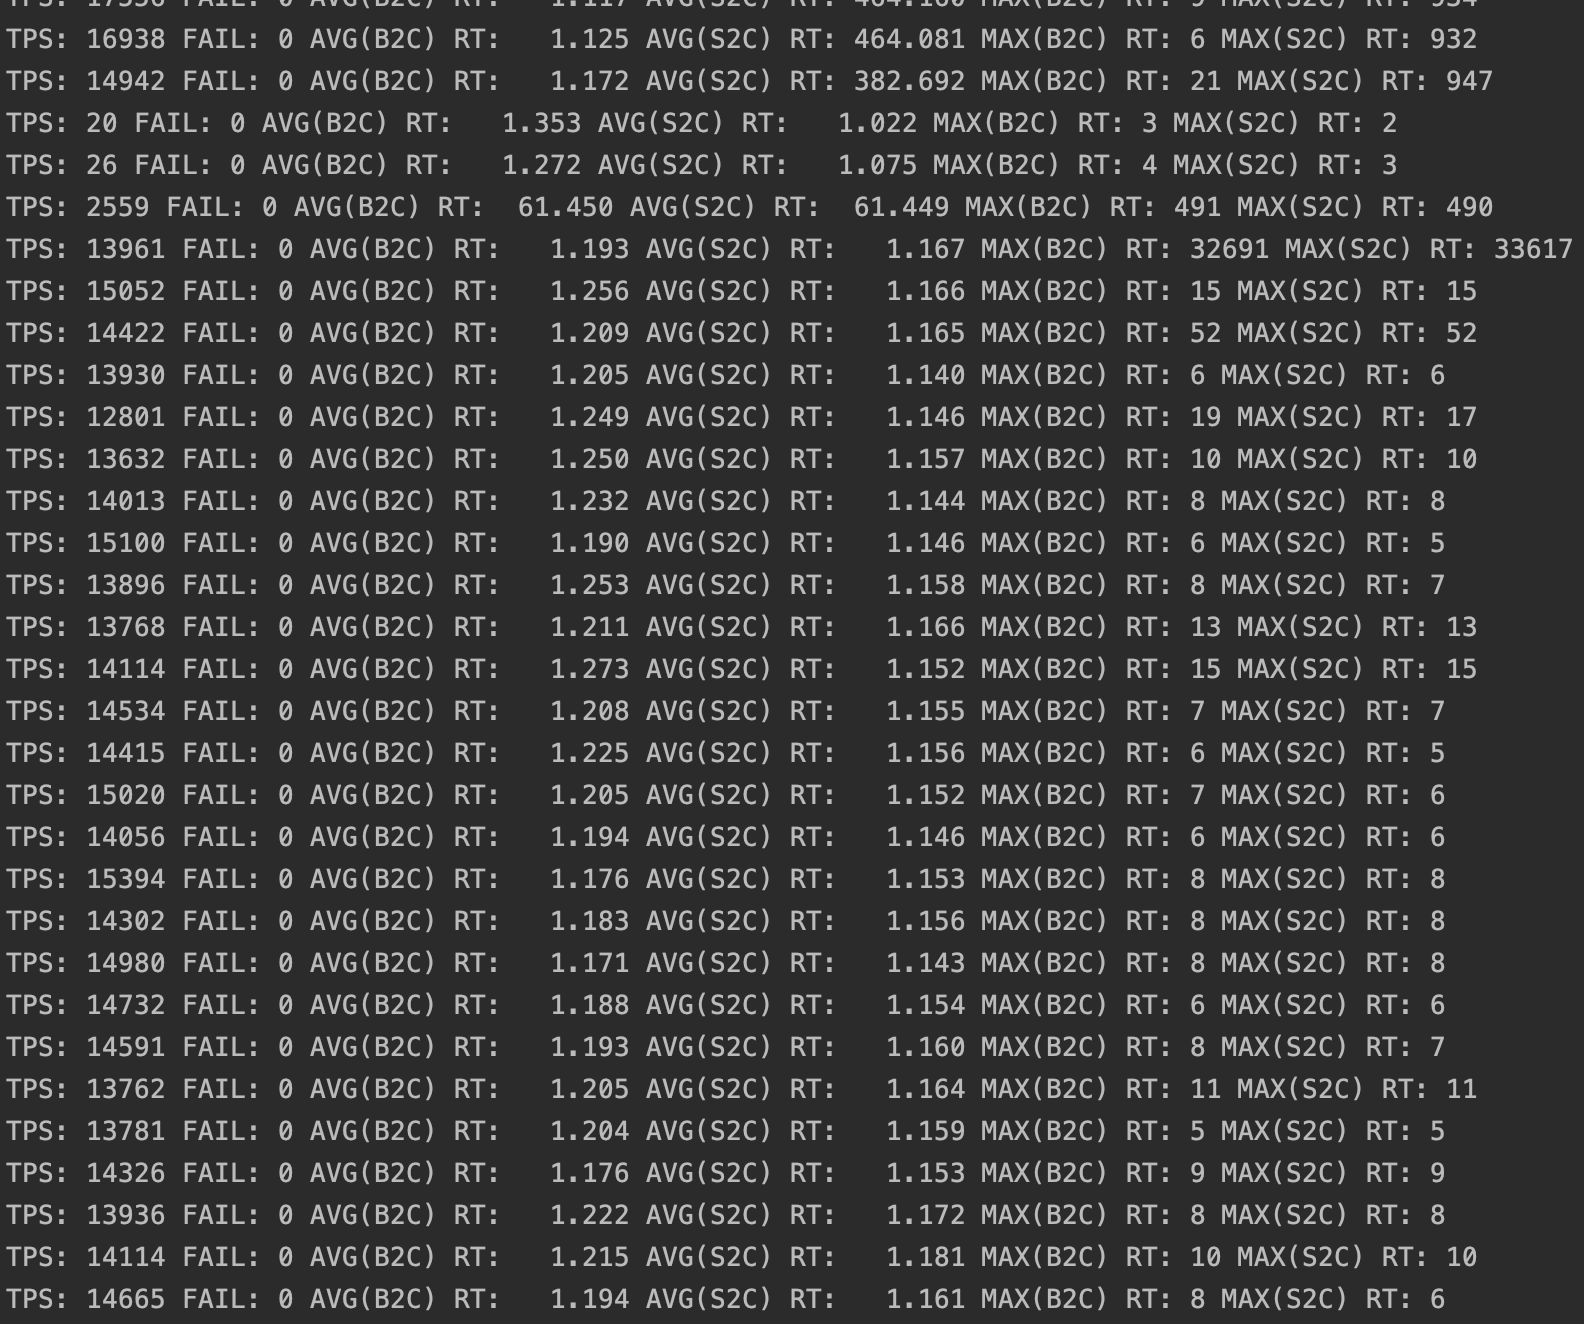 TPS: 17556 FAIL: 0 AVG(B2C) RT:   1.117 AVG(S2C) RT: 464.160 MAX(B2C) RT: 9 MAX(S2C) RT: 934
TPS: 16938 FAIL: 0 AVG(B2C) RT:   1.125 AVG(S2C) RT: 464.081 MAX(B2C) RT: 6 MAX(S2C) RT: 932
TPS: 14942 FAIL: 0 AVG(B2C) RT:   1.172 AVG(S2C) RT: 382.692 MAX(B2C) RT: 21 MAX(S2C) RT: 947
TPS: 20 FAIL: 0 AVG(B2C) RT:   1.353 AVG(S2C) RT:   1.022 MAX(B2C) RT: 3 MAX(S2C) RT: 2
TPS: 26 FAIL: 0 AVG(B2C) RT:   1.272 AVG(S2C) RT:   1.075 MAX(B2C) RT: 4 MAX(S2C) RT: 3
TPS: 2559 FAIL: 0 AVG(B2C) RT:  61.450 AVG(S2C) RT:  61.449 MAX(B2C) RT: 491 MAX(S2C) RT: 490
TPS: 13961 FAIL: 0 AVG(B2C) RT:   1.193 AVG(S2C) RT:   1.167 MAX(B2C) RT: 32691 MAX(S2C) RT: 33617
TPS: 15052 FAIL: 0 AVG(B2C) RT:   1.256 AVG(S2C) RT:   1.166 MAX(B2C) RT: 15 MAX(S2C) RT: 15
TPS: 14422 FAIL: 0 AVG(B2C) RT:   1.209 AVG(S2C) RT:   1.165 MAX(B2C) RT: 52 MAX(S2C) RT: 52
TPS: 13930 FAIL: 0 AVG(B2C) RT:   1.205 AVG(S2C) RT:   1.140 MAX(B2C) RT: 6 MAX(S2C) RT: 6
TPS: 12801 FAIL: 0 AVG(B2C) RT:   1.249 AVG(S2C) RT:   1.146 MAX(B2C) RT: 19 MAX(S2C) RT: 17
TPS: 13632 FAIL: 0 AVG(B2C) RT:   1.250 AVG(S2C) RT:   1.157 MAX(B2C) RT: 10 MAX(S2C) RT: 10
TPS: 14013 FAIL: 0 AVG(B2C) RT:   1.232 AVG(S2C) RT:   1.144 MAX(B2C) RT: 8 MAX(S2C) RT: 8
TPS: 15100 FAIL: 0 AVG(B2C) RT:   1.190 AVG(S2C) RT:   1.146 MAX(B2C) RT: 6 MAX(S2C) RT: 5
TPS: 13896 FAIL: 0 AVG(B2C) RT:   1.253 AVG(S2C) RT:   1.158 MAX(B2C) RT: 8 MAX(S2C) RT: 7
TPS: 13768 FAIL: 0 AVG(B2C) RT:   1.211 AVG(S2C) RT:   1.166 MAX(B2C) RT: 13 MAX(S2C) RT: 13
TPS: 14114 FAIL: 0 AVG(B2C) RT:   1.273 AVG(S2C) RT:   1.152 MAX(B2C) RT: 15 MAX(S2C) RT: 15
TPS: 14534 FAIL: 0 AVG(B2C) RT:   1.208 AVG(S2C) RT:   1.155 MAX(B2C) RT: 7 MAX(S2C) RT: 7
TPS: 14415 FAIL: 0 AVG(B2C) RT:   1.225 AVG(S2C) RT:   1.156 MAX(B2C) RT: 6 MAX(S2C) RT: 5
TPS: 15020 FAIL: 0 AVG(B2C) RT:   1.205 AVG(S2C) RT:   1.152 MAX(B2C) RT: 7 MAX(S2C) RT: 6
TPS: 14056 FAIL: 0 AVG(B2C) RT:   1.194 AVG(S2C) RT:   1.146 MAX(B2C) RT: 6 MAX(S2C) RT: 6
TPS: 15394 FAIL: 0 AVG(B2C) RT:   1.176 AVG(S2C) RT:   1.153 MAX(B2C) RT: 8 MAX(S2C) RT: 8
TPS: 14302 FAIL: 0 AVG(B2C) RT:   1.183 AVG(S2C) RT:   1.156 MAX(B2C) RT: 8 MAX(S2C) RT: 8
TPS: 14980 FAIL: 0 AVG(B2C) RT:   1.171 AVG(S2C) RT:   1.143 MAX(B2C) RT: 8 MAX(S2C) RT: 8
TPS: 14732 FAIL: 0 AVG(B2C) RT:   1.188 AVG(S2C) RT:   1.154 MAX(B2C) RT: 6 MAX(S2C) RT: 6
TPS: 14591 FAIL: 0 AVG(B2C) RT:   1.193 AVG(S2C) RT:   1.160 MAX(B2C) RT: 8 MAX(S2C) RT: 7
TPS: 13762 FAIL: 0 AVG(B2C) RT:   1.205 AVG(S2C) RT:   1.164 MAX(B2C) RT: 11 MAX(S2C) RT: 11
TPS: 13781 FAIL: 0 AVG(B2C) RT:   1.204 AVG(S2C) RT:   1.159 MAX(B2C) RT: 5 MAX(S2C) RT: 5
TPS: 14326 FAIL: 0 AVG(B2C) RT:   1.176 AVG(S2C) RT:   1.153 MAX(B2C) RT: 9 MAX(S2C) RT: 9
TPS: 13936 FAIL: 0 AVG(B2C) RT:   1.222 AVG(S2C) RT:   1.172 MAX(B2C) RT: 8 MAX(S2C) RT: 8
TPS: 14114 FAIL: 0 AVG(B2C) RT:   1.215 AVG(S2C) RT:   1.181 MAX(B2C) RT: 10 MAX(S2C) RT: 10
TPS: 14665 FAIL: 0 AVG(B2C) RT:   1.194 AVG(S2C) RT:   1.161 MAX(B2C) RT: 8 MAX(S2C) RT: 6